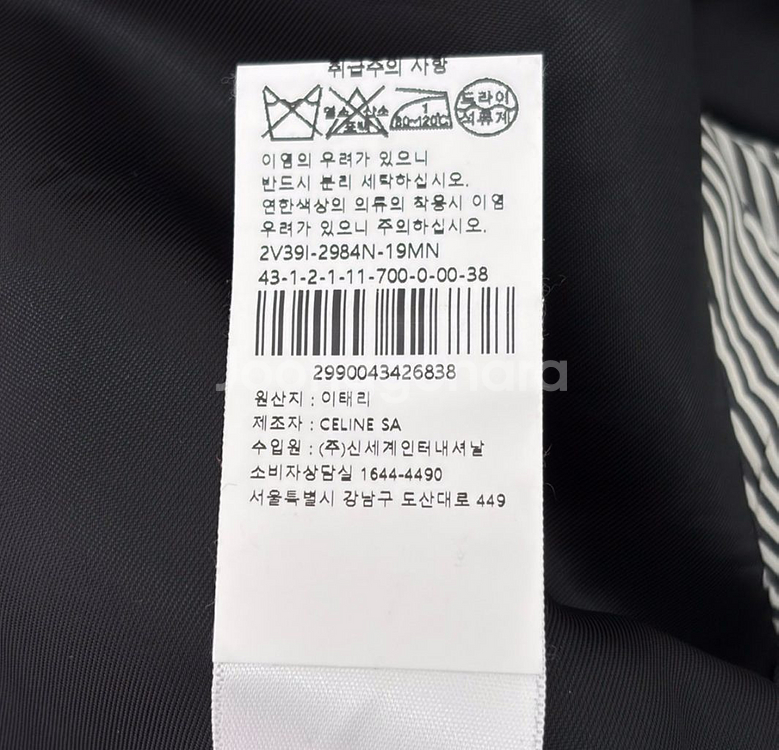 취급주의 사항
염소 산소 표백
1
80~120℃
드라이
석유계
이염의 우려가 있으니
반드시 분리 세탁하십시오.
연한색상의 의류의 착용시 이염
우려가 있으니 주의하십시오.
2V39I-2984N-19MN
43-1-2-1-11-700-0-00-38
2990043426838
원산지 : 이태리
제조자 : CELINE SA
수입원 : (주)신세계인터내셔날
소비자상담실 1644-4490
서울특별시 강남구 도산대로 449
joonggonara